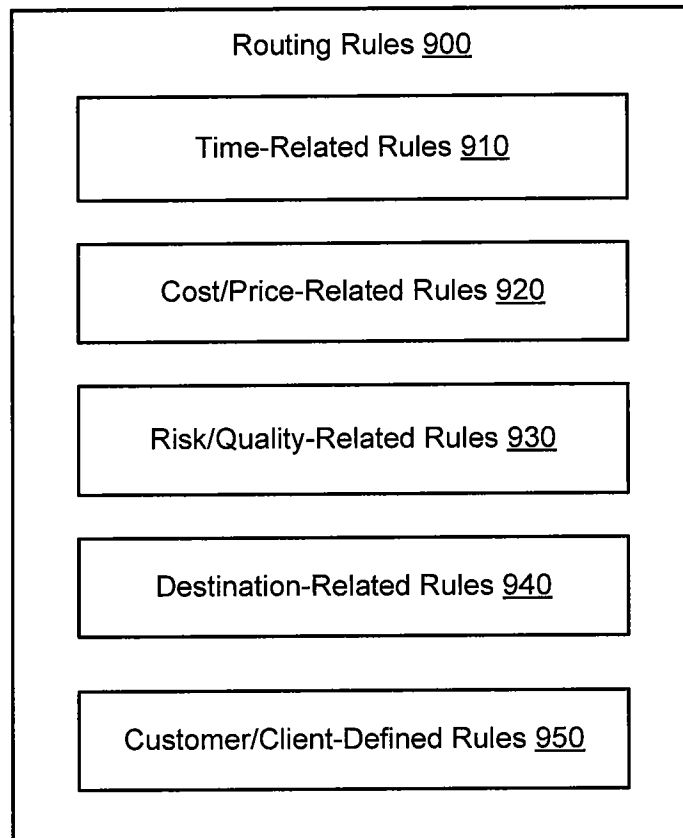 Routing Rules 900
Time-Related Rules 910
Cost/Price-Related Rules 920
Risk/Quality-Related Rules 930
Destination-Related Rules 940
Customer/Client-Defined Rules 950